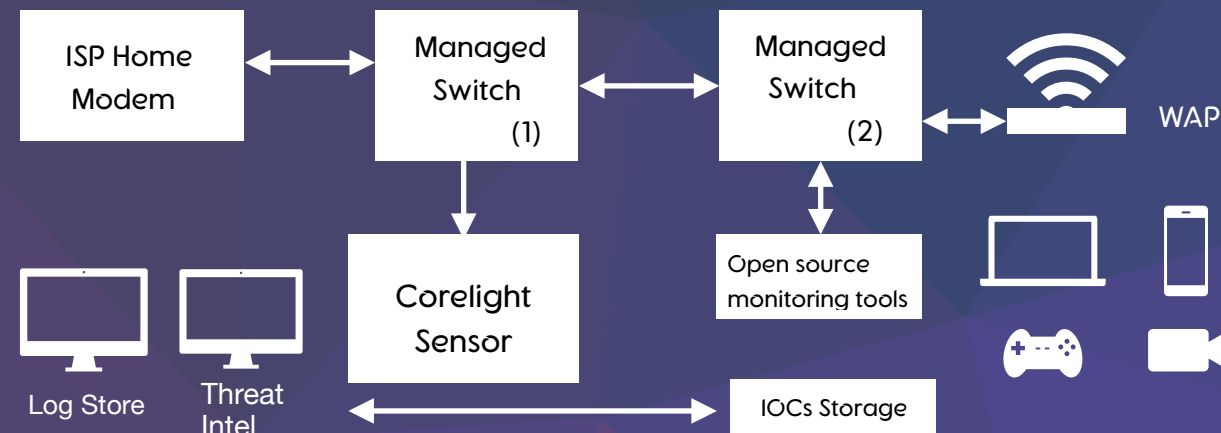 ISP Home
Modem
Managed
Switch
(1)
Managed
Switch
(2)
WAP
Corelight
Sensor
Open source
monitoring tools
Log Store
Threat
Intel
IOCs Storage